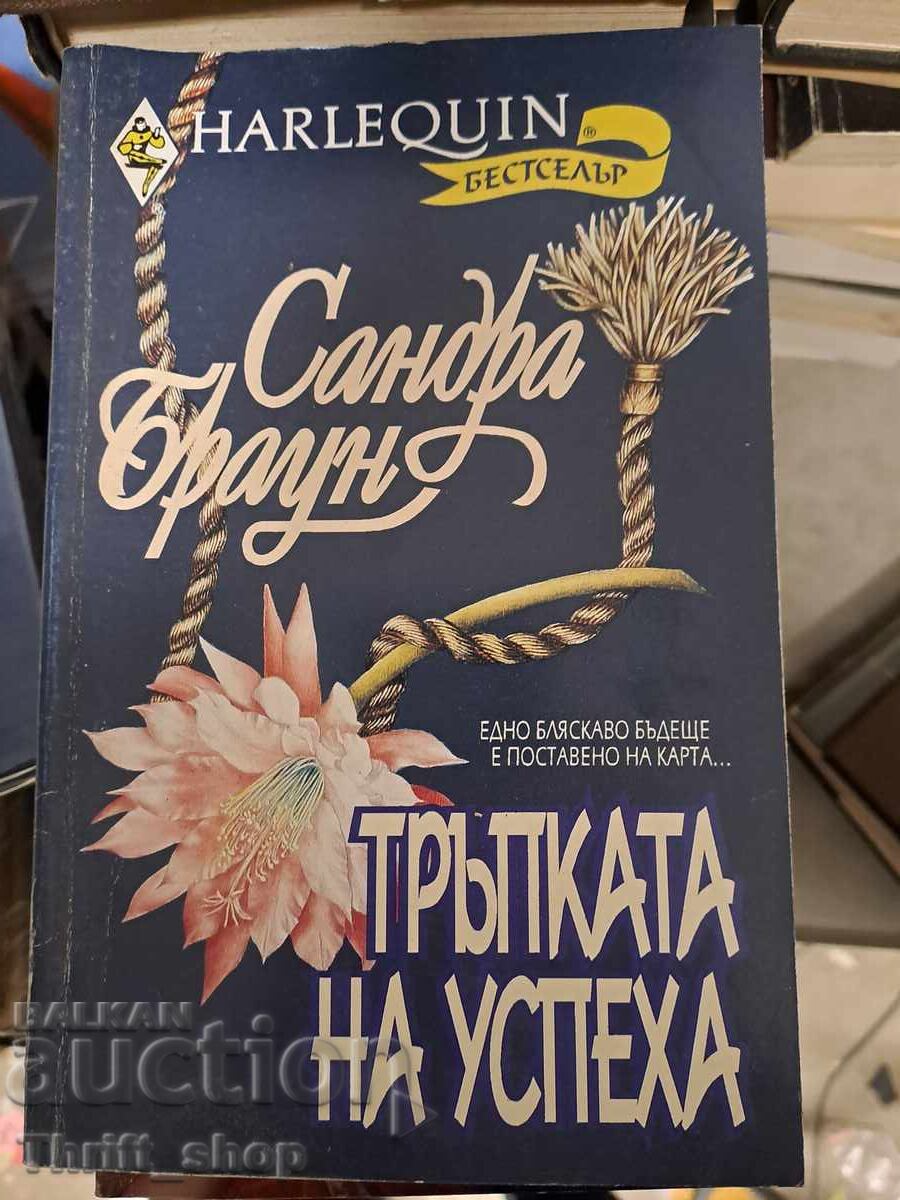 HARLEQUIN ®
БЕСТСЕЛЪР
Сандра
Браун
ЕДНО БЛЯСКАВО БЪДЕЩЕ
Е ПОСТАВЕНО НА КАРТА...
ТРЪПКАТА
НА УСПЕХА
BALKAN
auction
Thrift_shop